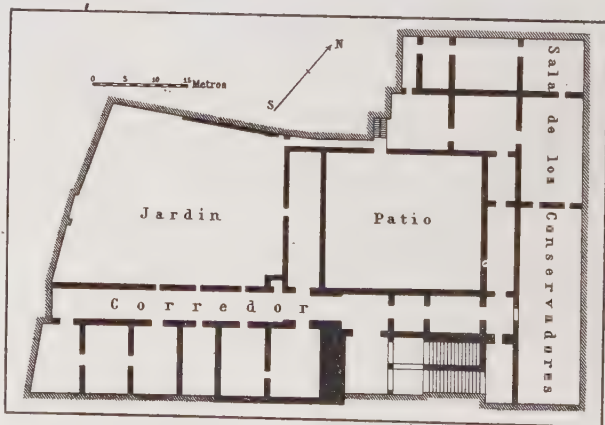 N
0 5 10 15 Metros
S
Jardin
Patio
Corredor
Sala de los Conservadores